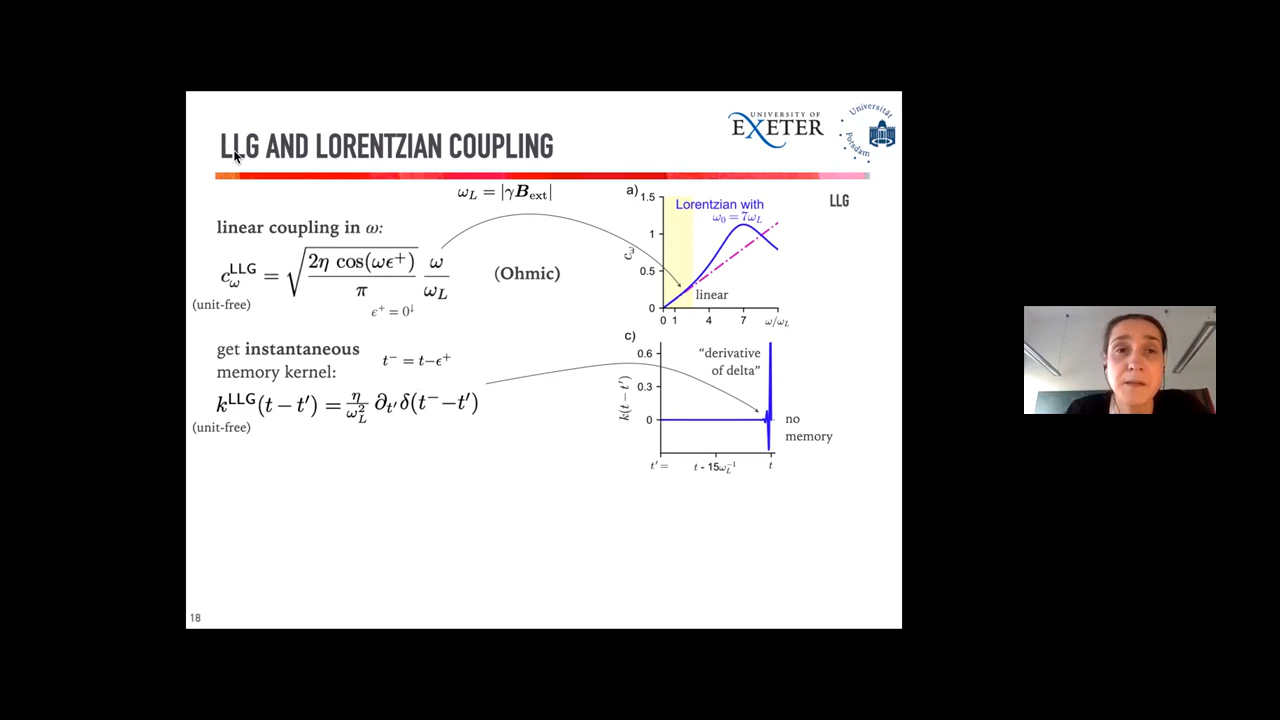 LLG AND LORENTZIAN COUPLING
UNIVERSITY OF
EXETER
Universität
Potsdam
ω_L = |γB_ext|
LLG
linear coupling in ω:
c_ω^LLG = √(2η cos(ωϵ⁺)/π) ω/ω_L
(Ohmic)
(unit-free)
ϵ⁺ = 0↓
get instantaneous
memory kernel:
t⁻ = t−ϵ⁺
k^LLG(t − t′) = η/ω_L² ∂_t′ δ(t⁻−t′)
(unit-free)
a)
1.5
1
0.5
0
c_ω
Lorentzian with
ω₀ = 7ω_L
linear
0 1 4 7 ω/ω_L
c)
0.6
0.3
0
k(t − t′)
“derivative
of delta”
no
memory
t′ = t - 15ω_L⁻¹ t
18